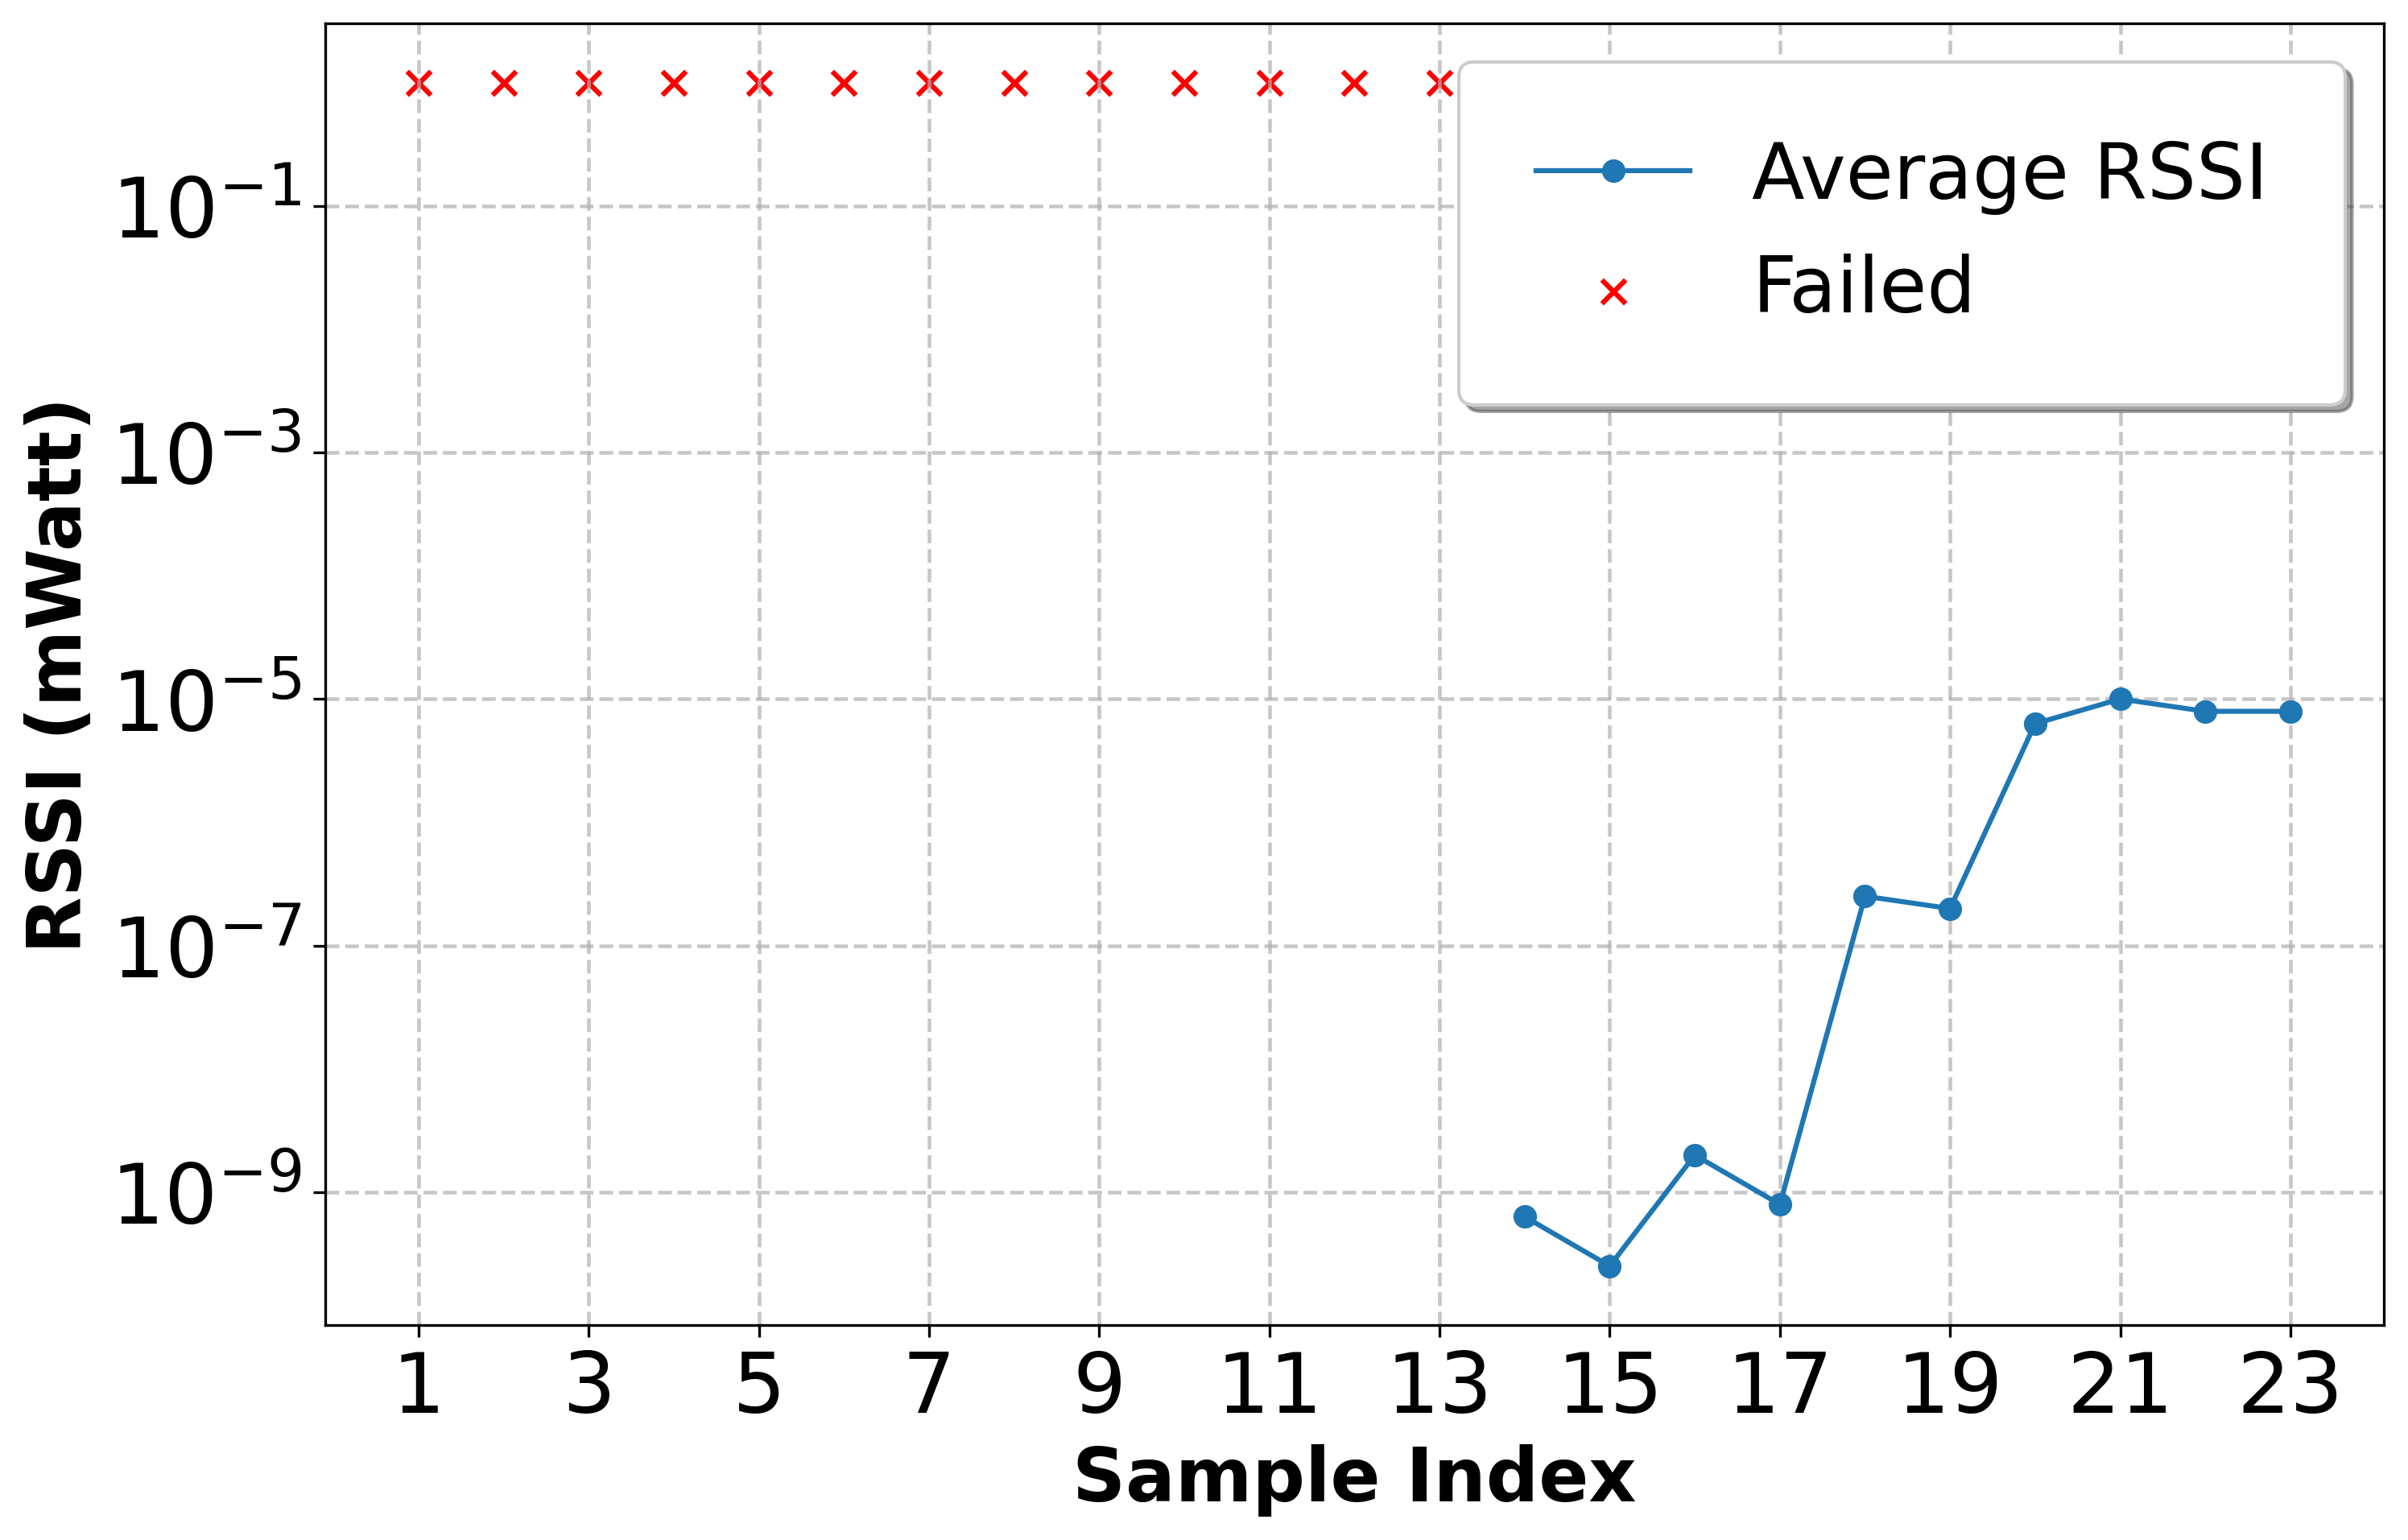 Average RSSI
Failed
10⁻¹
10⁻³
10⁻⁵
10⁻⁷
10⁻⁹
RSSI (mWatt)
1 3 5 7 9 11 13 15 17 19 21 23
Sample Index